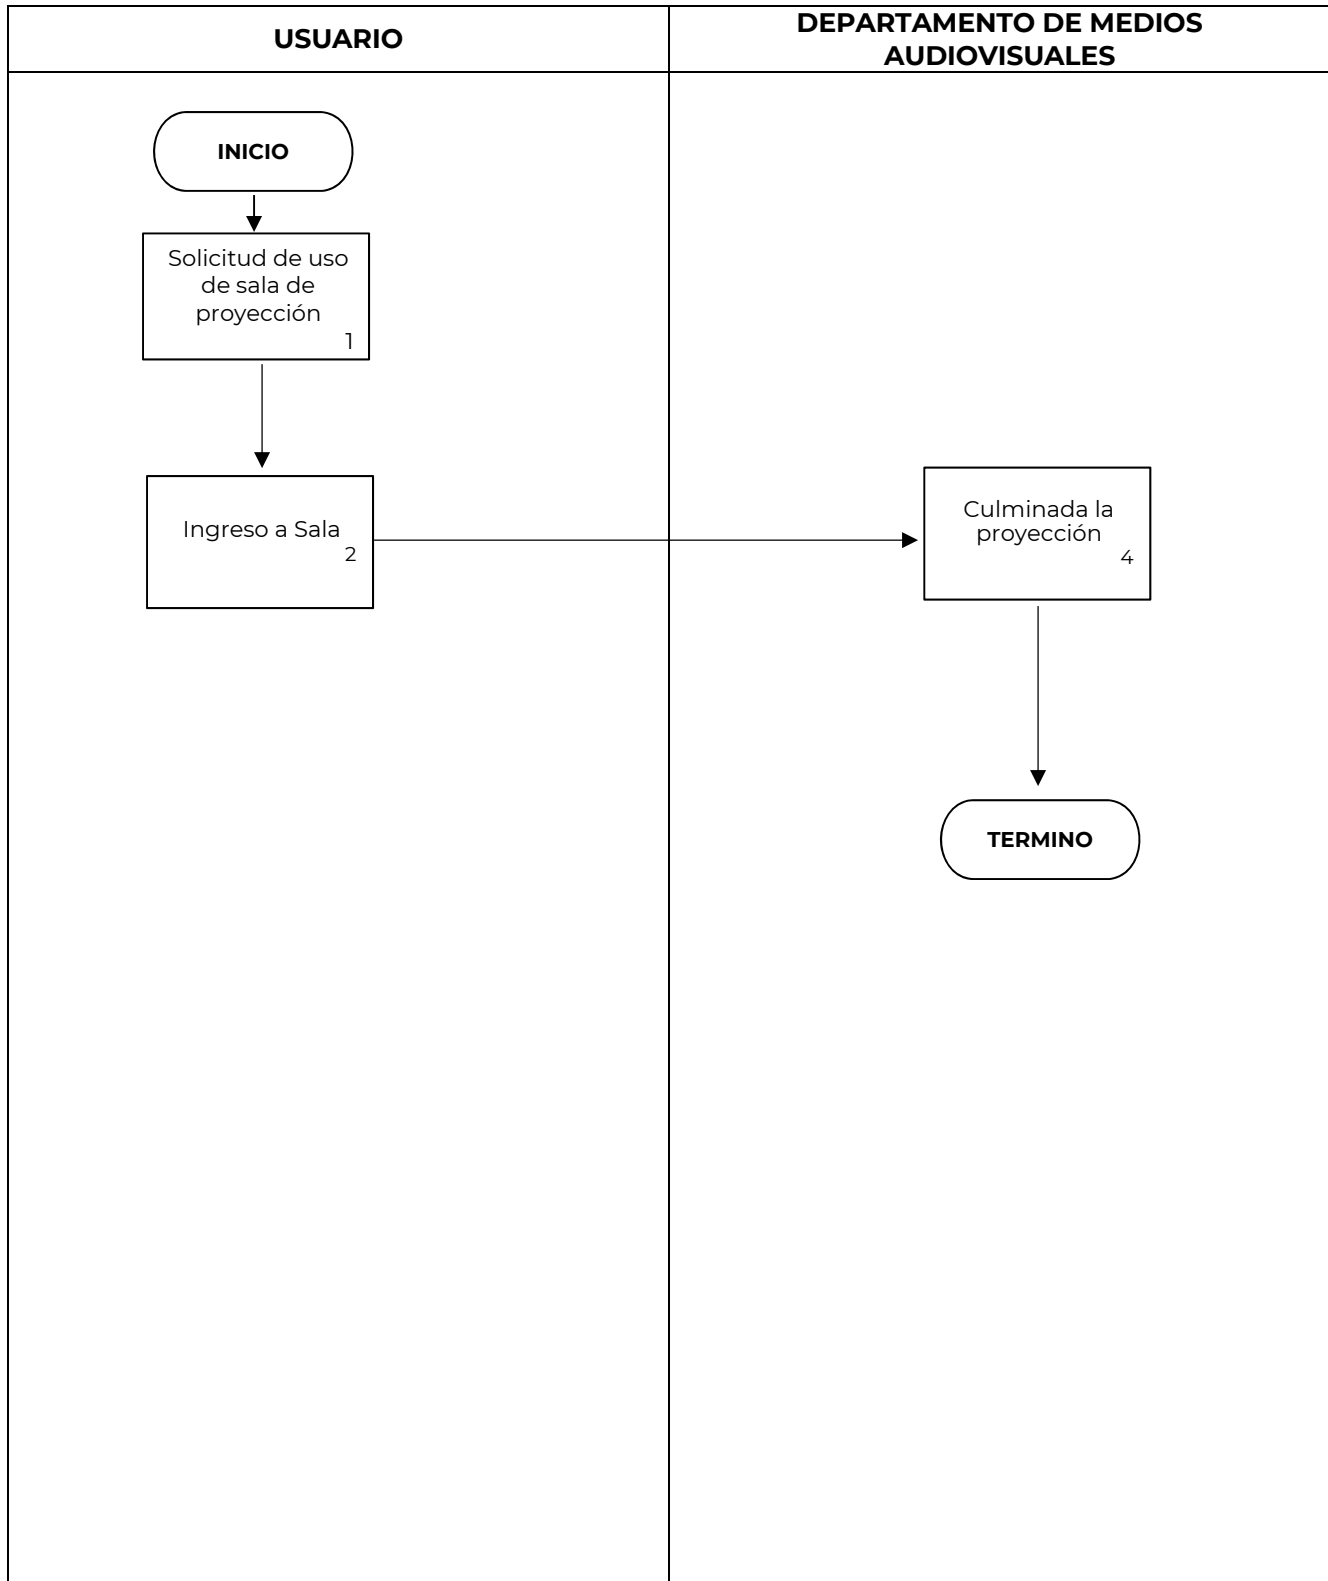 USUARIO
DEPARTAMENTO DE MEDIOS
AUDIOVISUALES
INICIO
Solicitud de uso
de sala de
proyección
1
Ingreso a Sala
2
Culminada la
proyección
4
TERMINO